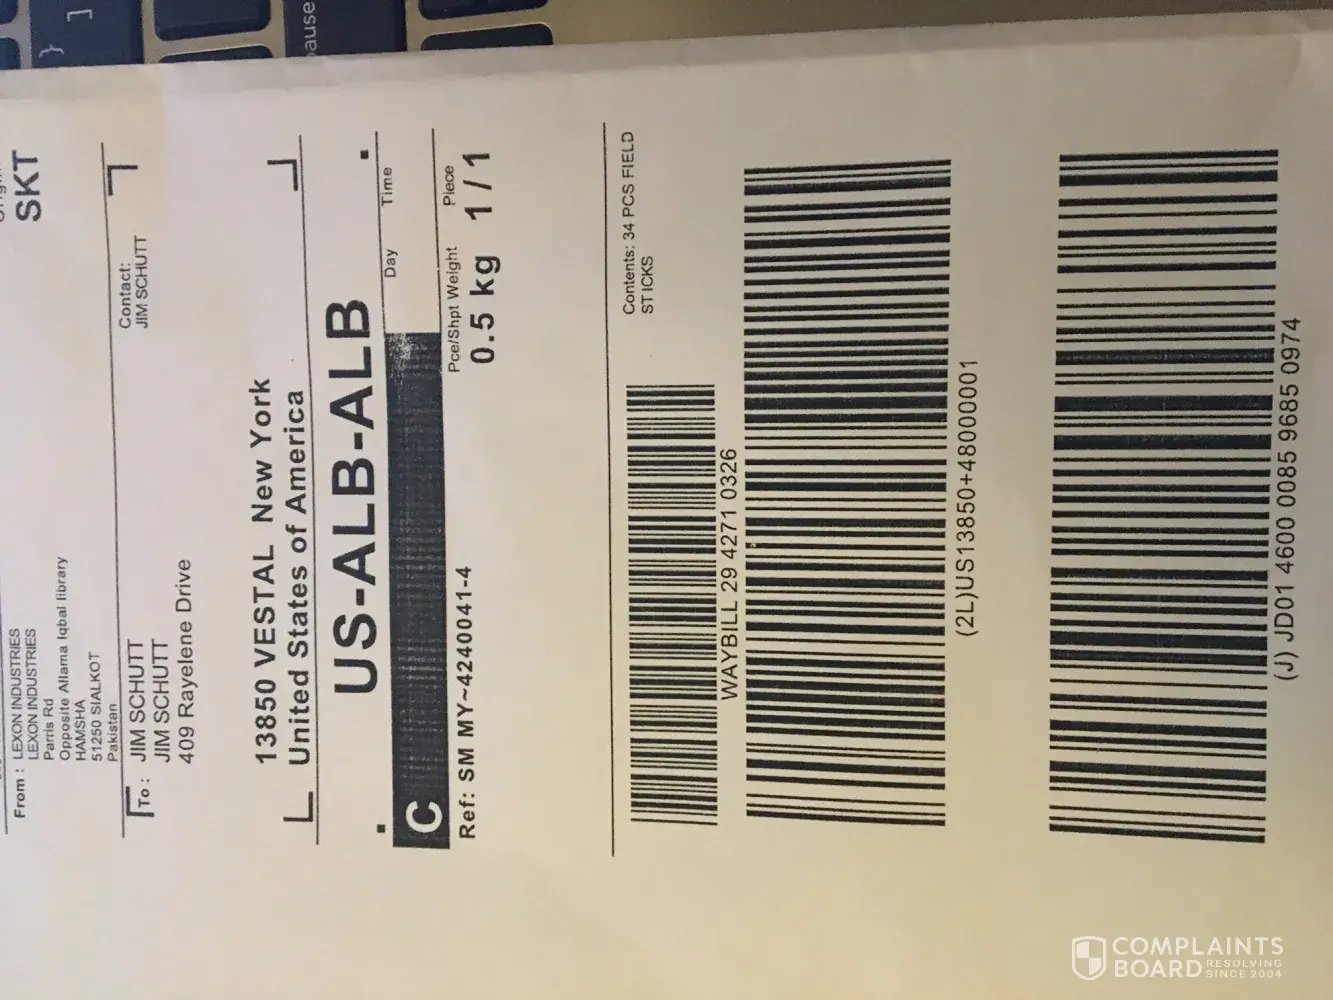 SKT
From : LEXON INDUSTRIES
LEXON INDUSTRIES
Parris Rd
Opposite Allama Iqbal library
HAMSHA
51250 SIALKOT
Pakistan
To : JIM SCHUTT
JIM SCHUTT
409 Rayelene Drive
Contact:
JIM SCHUTT
13850 VESTAL New York
United States of America
US-ALB-ALB
C
Day Time
Ref: SM MY~4240041-4
Pce/Shpt Weight Piece
0.5 kg 1 / 1
Contents: 34 PCS FIELD
STICKS
WAYBILL 29 4271 0326
(2L)US13850+48000001
(J) JD01 4600 0085 9685 0974
} ]
ause
COMPLAINTS
BOARD RESOLVING
SINCE 2004